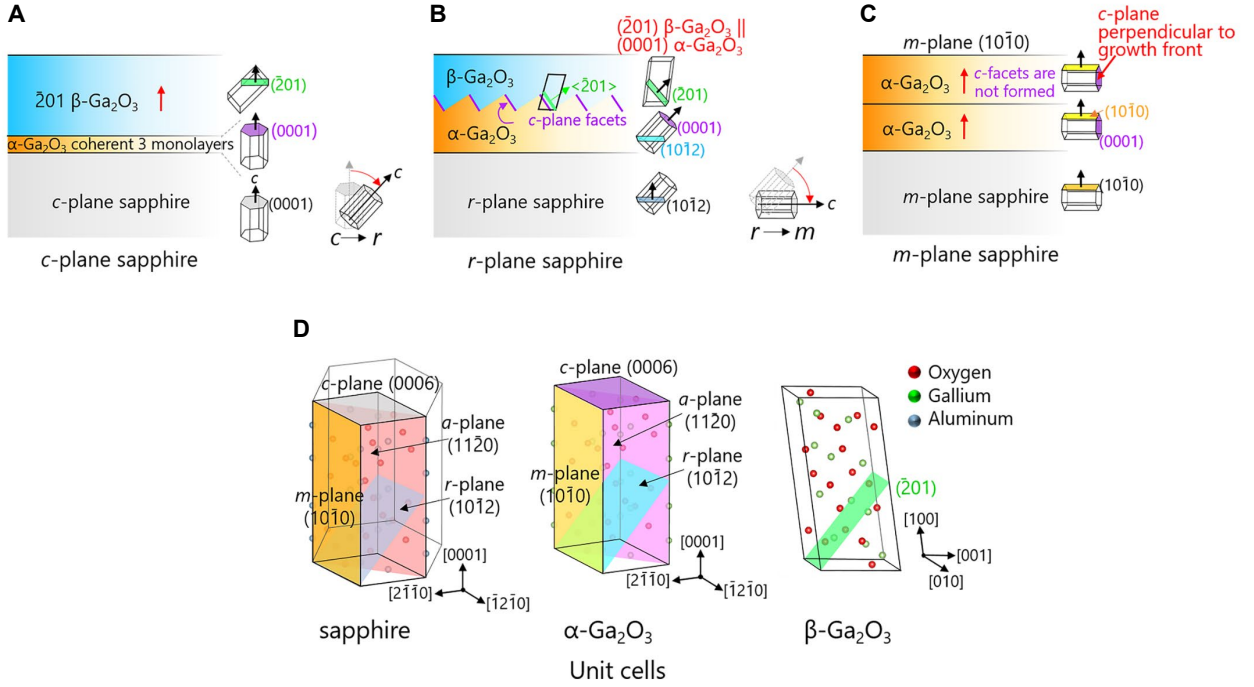 A
2̄01 β-Ga₂O₃
α-Ga₂O₃ coherent 3 monolayers
c-plane sapphire
c-plane sapphire
(2̄01)
(0001)
c
(0001)
c
c → r
B
(2̄01) β-Ga₂O₃ ||
(0001) α-Ga₂O₃
β-Ga₂O₃
<2̄01>
c-plane facets
α-Ga₂O₃
r-plane sapphire
r-plane sapphire
(2̄01)
(0001)
(101̄2)
(101̄2)
c
r → m
C
c-plane
perpendicular to
growth front
m-plane (101̄0)
α-Ga₂O₃
c-facets are
not formed
α-Ga₂O₃
(101̄0)
(0001)
m-plane sapphire
(101̄0)
m-plane sapphire
D
c-plane (0006)
a-plane
(112̄0)
m-plane
(101̄0)
r-plane
(101̄2)
[0001]
[21̄1̄0]
[1̄21̄0]
sapphire
c-plane (0006)
a-plane
(112̄0)
m-plane
(101̄0)
r-plane
(101̄2)
[0001]
[21̄1̄0]
[1̄21̄0]
α-Ga₂O₃
Oxygen
Gallium
Aluminum
(2̄01)
[100]
[001]
[01̄0]
β-Ga₂O₃
Unit cells